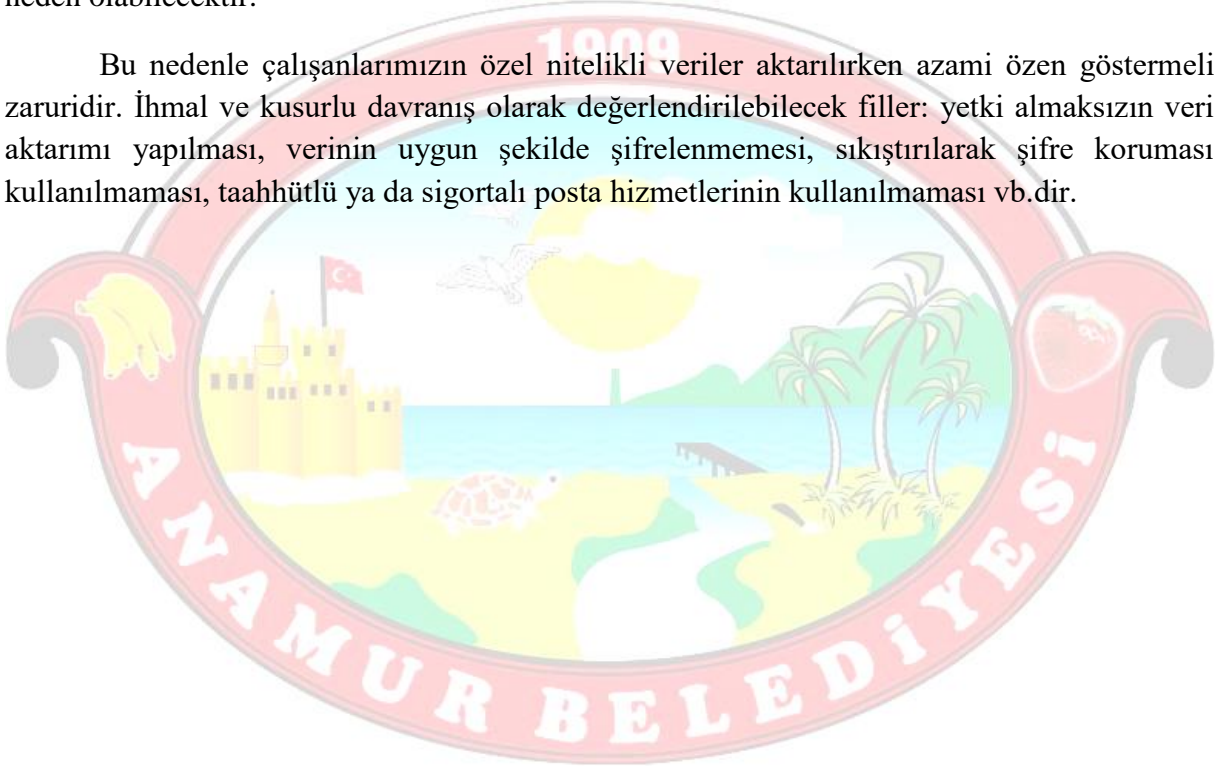 neden olabilecektir.
1909
Bu nedenle çalışanlarımızın özel nitelikli veriler aktarılırken azami özen göstermeli
zaruridir. İhmal ve kusurlu davranış olarak değerlendirilebilecek filler: yetki almaksızın veri
aktarımı yapılması, verinin uygun şekilde şifrelenmemesi, sıkıştırılarak şifre koruması
kullanılmaması, taahhütlü ya da sigortalı posta hizmetlerinin kullanılmaması vb.dir.
ANAMUR BELEDİYESİ